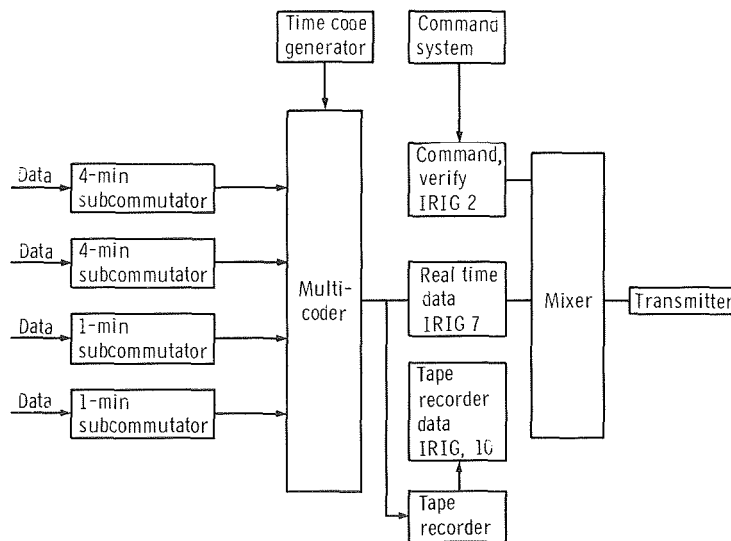 Time code
generator
Command
system
Data
4-min
subcommutator
Data
4-min
subcommutator
Data
1-min
subcommutator
Data
1-min
subcommutator
Multi-
coder
Command,
verify
IRIG 2
Real time
data
IRIG 7
Tape
recorder
data
IRIG, 10
Tape
recorder
Mixer
Transmitter